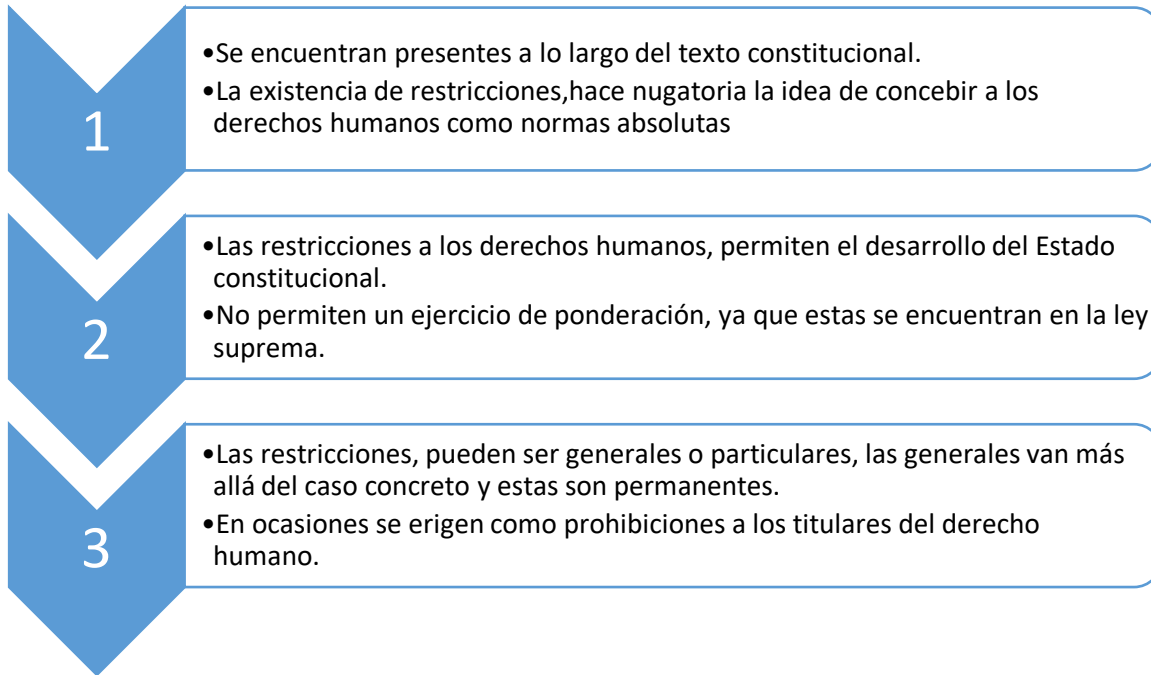 1
•Se encuentran presentes a lo largo del texto constitucional.
•La existencia de restricciones,hace nugatoria la idea de concebir a los
derechos humanos como normas absolutas
2
•Las restricciones a los derechos humanos, permiten el desarrollo del Estado
constitucional.
•No permiten un ejercicio de ponderación, ya que estas se encuentran en la ley
suprema.
3
•Las restricciones, pueden ser generales o particulares, las generales van más
allá del caso concreto y estas son permanentes.
•En ocasiones se erigen como prohibiciones a los titulares del derecho
humano.